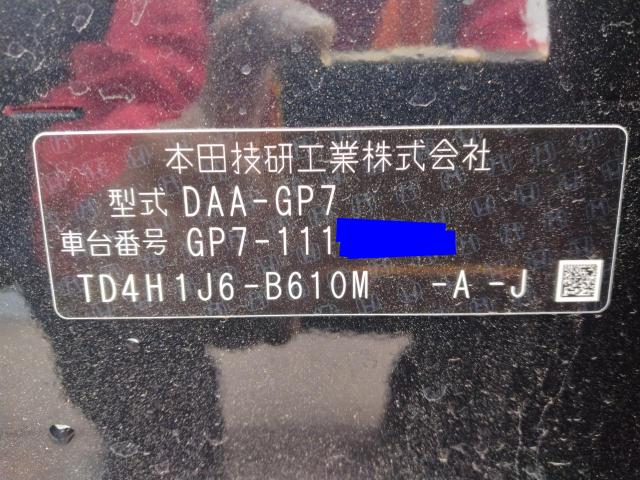 本田技研工業株式会社
型式 DAA-GP7
車台番号 GP7-111
TD4H1J6-B610M -A-J